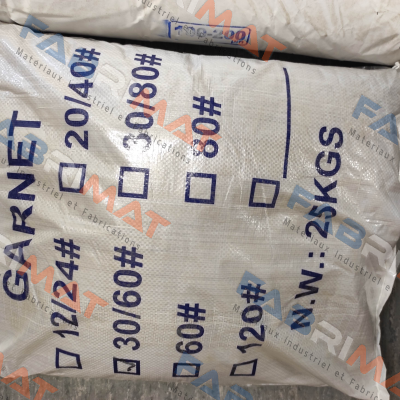 GARNET
12/24# 20/40#
30/60# 30/80#
60# 80#
120#
N.W.: 25KGS
FABRIMAT
Materiaux Industriel et Fabrications